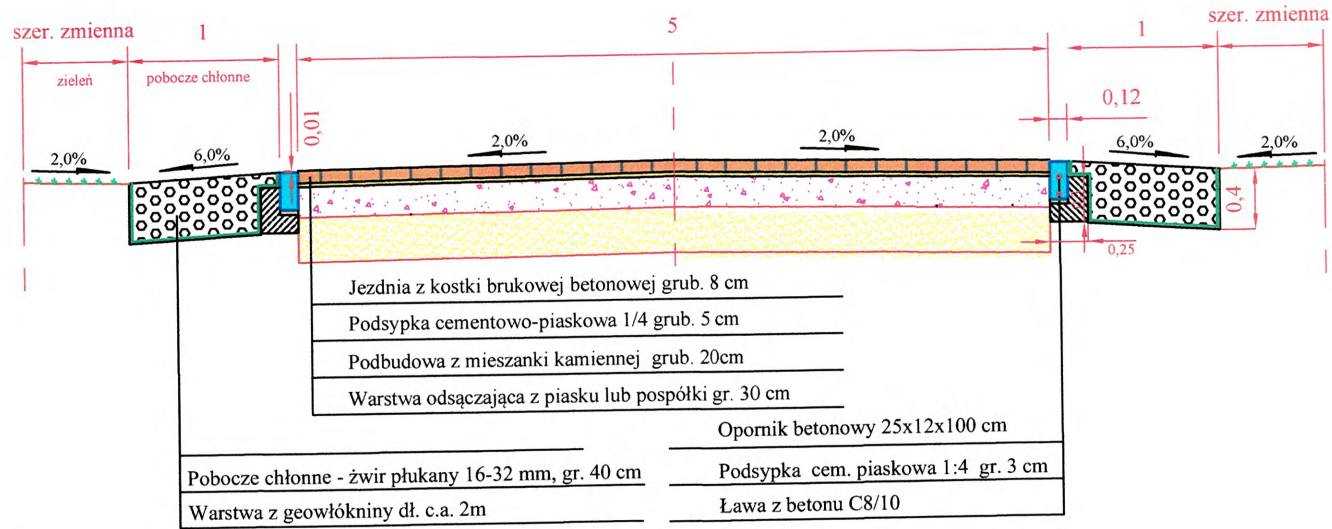 szer. zmienna
1
5
1
szer. zmienna
zieleń
pobocze chłonne
0,01
0,12
2,0%
6,0%
2,0%
2,0%
6,0%
2,0%
0,4
0,25
Jezdnia z kostki brukowej betonowej grub. 8 cm
Podsypka cementowo-piaskowa 1/4 grub. 5 cm
Podbudowa z mieszanki kamiennej grub. 20cm
Warstwa odsączająca z piasku lub pospółki gr. 30 cm
Opornik betonowy 25x12x100 cm
Pobocze chłonne - żwir płukany 16-32 mm, gr. 40 cm
Podsypka cem. piaskowa 1:4 gr. 3 cm
Warstwa z geowłókniny dł. c.a. 2m
Ława z betonu C8/10